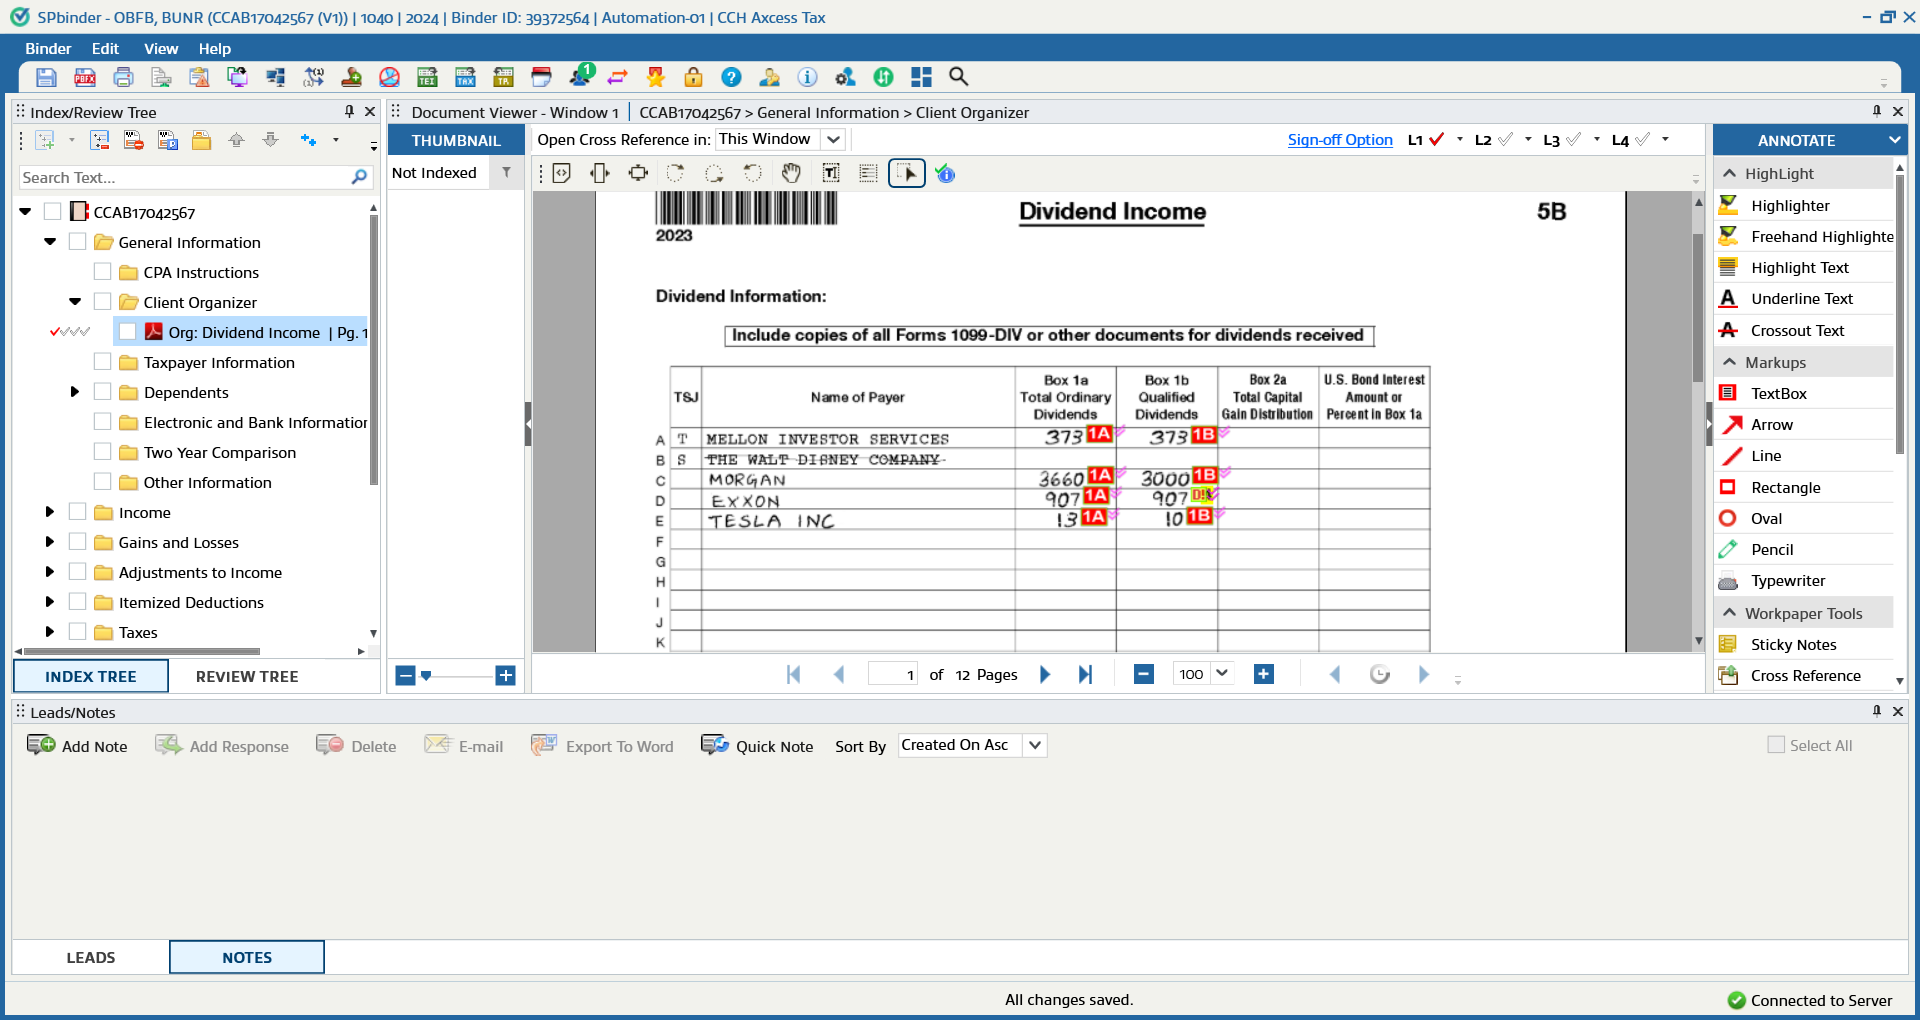 SPbinder - OBFB, BUNR (CCAB17042567 (V1)) | 1040 | 2024 | Binder ID: 39372564 | Automation-01 | CCH Axcess Tax
Binder Edit View Help
Index/Review Tree
Search Text...
CCAB17042567
General Information
CPA Instructions
Client Organizer
Org: Dividend Income | Pg. 1
Taxpayer Information
Dependents
Electronic and Bank Information
Two Year Comparison
Other Information
Income
Gains and Losses
Adjustments to Income
Itemized Deductions
Taxes
INDEX TREE REVIEW TREE
Document Viewer - Window 1 CCAB17042567 > General Information > Client Organizer
THUMBNAIL
Not Indexed
Open Cross Reference in: This Window
Sign-off Option L1 L2 L3 L4
2023 Dividend Income 5B
Dividend Information:
Include copies of all Forms 1099-DIV or other documents for dividends received
TSJ Name of Payer Box 1a Total Ordinary Dividends Box 1b Qualified Dividends Box 2a Total Capital Gain Distribution U.S. Bond Interest Amount or Percent in Box 1a
A T MELLON INVESTOR SERVICES 373 1A 373 1B
B S THE WALT DISNEY COMPANY
C MORGAN 3660 1A 3000 1B
D EXXON 907 1A 907
E TESLA INC 13 1A 10 1B
F
G
H
I
J
K
1 of 12 Pages 100
ANNOTATE
HighLight
Highlighter
Freehand Highlighte
Highlight Text
Underline Text
Crossout Text
Markups
TextBox
Arrow
Line
Rectangle
Oval
Pencil
Typewriter
Workpaper Tools
Sticky Notes
Cross Reference
Leads/Notes
Add Note Add Response Delete E-mail Export To Word Quick Note Sort By Created On Asc Select All
LEADS NOTES
All changes saved. Connected to Server